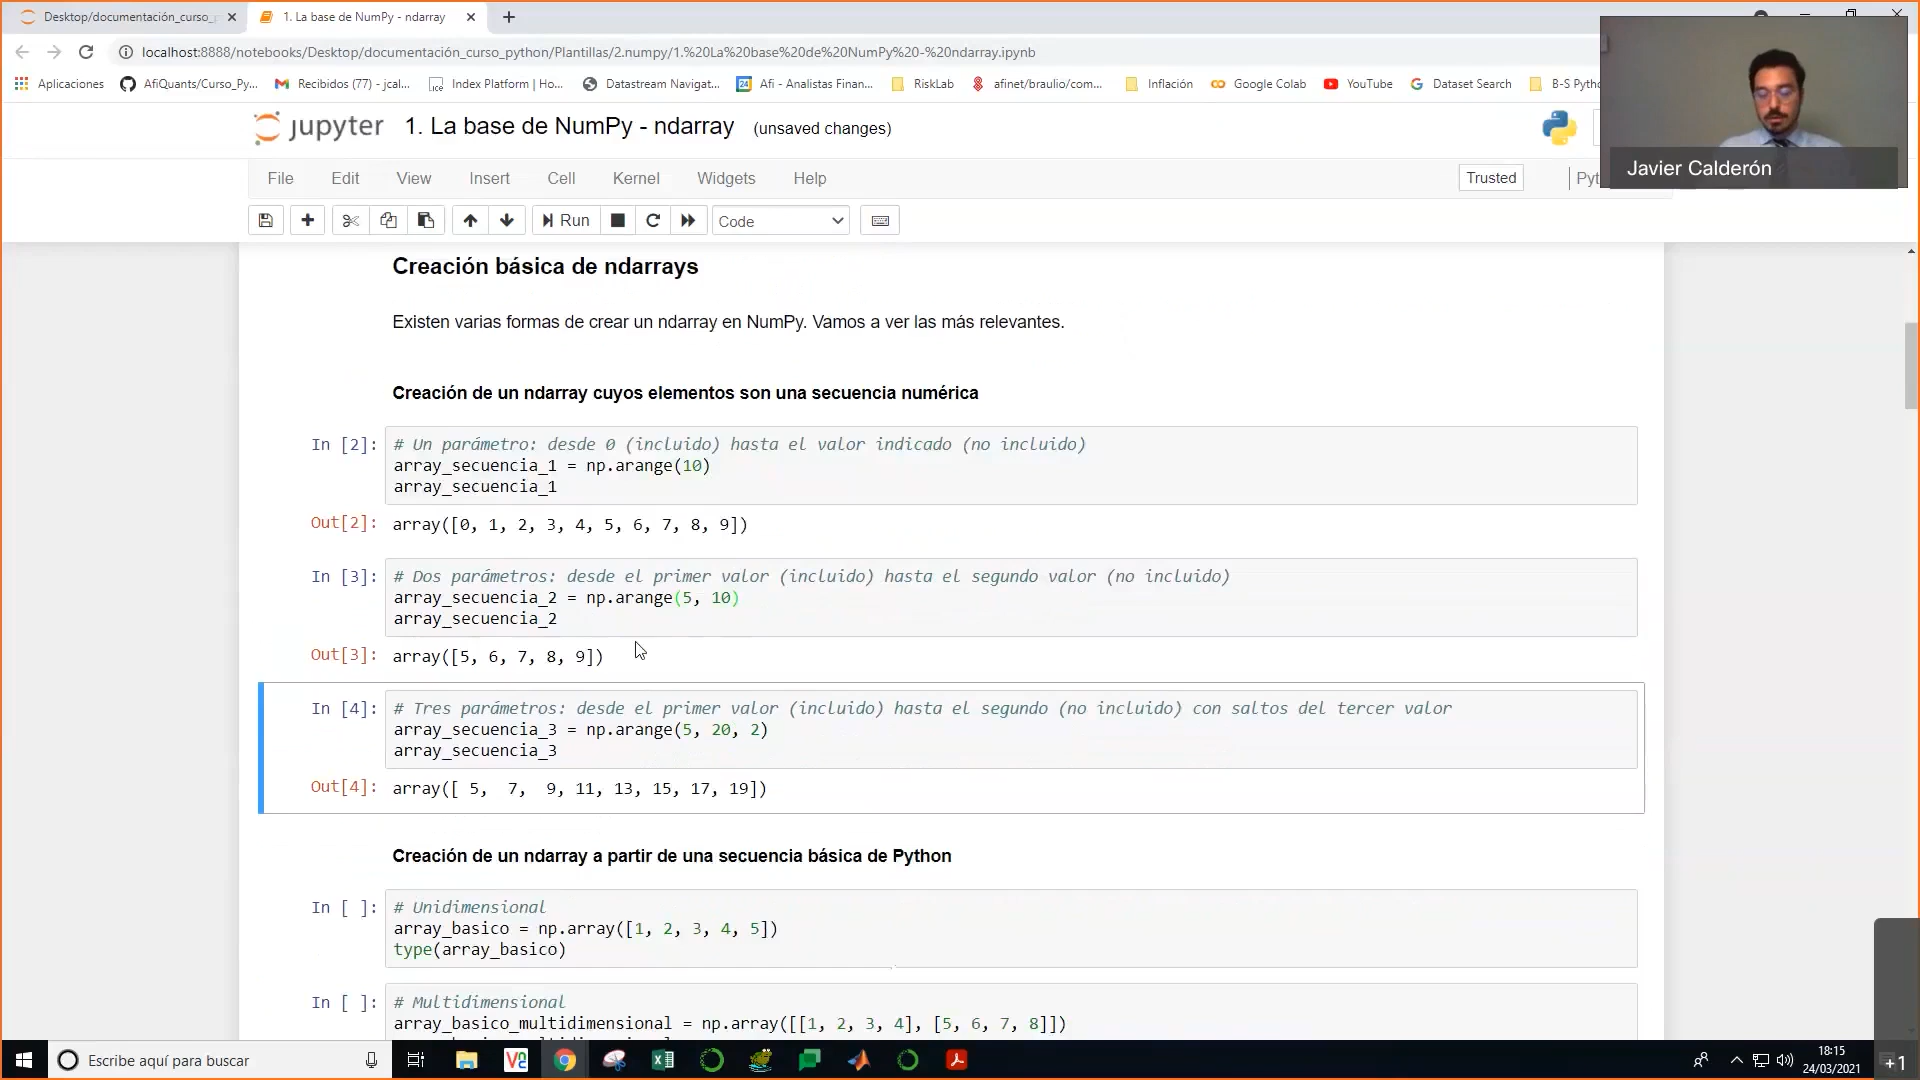 Desktop/documentación_curso_p
1. La base de NumPy - ndarray
localhost:8888/notebooks/Desktop/documentación_curso_python/Plantillas/2.numpy/1.%20La%20base%20de%20NumPy%20-%20ndarray.ipynb
Aplicaciones
AfiQuants/Curso_Py...
Recibidos (77) - jcal...
Index Platform | Ho...
Datastream Navigat...
Afi - Analistas Finan...
RiskLab
afinet/braulio/com...
Inflación
Google Colab
YouTube
Dataset Search
B-S Pytho
jupyter
1. La base de NumPy - ndarray
(unsaved changes)
Javier Calderón
File
Edit
View
Insert
Cell
Kernel
Widgets
Help
Trusted
Pyt
Run
Code
Creación básica de ndarrays
Existen varias formas de crear un ndarray en NumPy. Vamos a ver las más relevantes.
Creación de un ndarray cuyos elementos son una secuencia numérica
In [2]:
# Un parámetro: desde 0 (incluido) hasta el valor indicado (no incluido)
array_secuencia_1 = np.arange(10)
array_secuencia_1
Out[2]:
array([0, 1, 2, 3, 4, 5, 6, 7, 8, 9])
In [3]:
# Dos parámetros: desde el primer valor (incluido) hasta el segundo valor (no incluido)
array_secuencia_2 = np.arange(5, 10)
array_secuencia_2
Out[3]:
array([5, 6, 7, 8, 9])
In [4]:
# Tres parámetros: desde el primer valor (incluido) hasta el segundo (no incluido) con saltos del tercer valor
array_secuencia_3 = np.arange(5, 20, 2)
array_secuencia_3
Out[4]:
array([ 5,  7,  9, 11, 13, 15, 17, 19])
Creación de un ndarray a partir de una secuencia básica de Python
In [ ]:
# Unidimensional
array_basico = np.array([1, 2, 3, 4, 5])
type(array_basico)
In [ ]:
# Multidimensional
array_basico_multidimensional = np.array([[1, 2, 3, 4], [5, 6, 7, 8]])
Escribe aquí para buscar
18:15
24/03/2021
+1